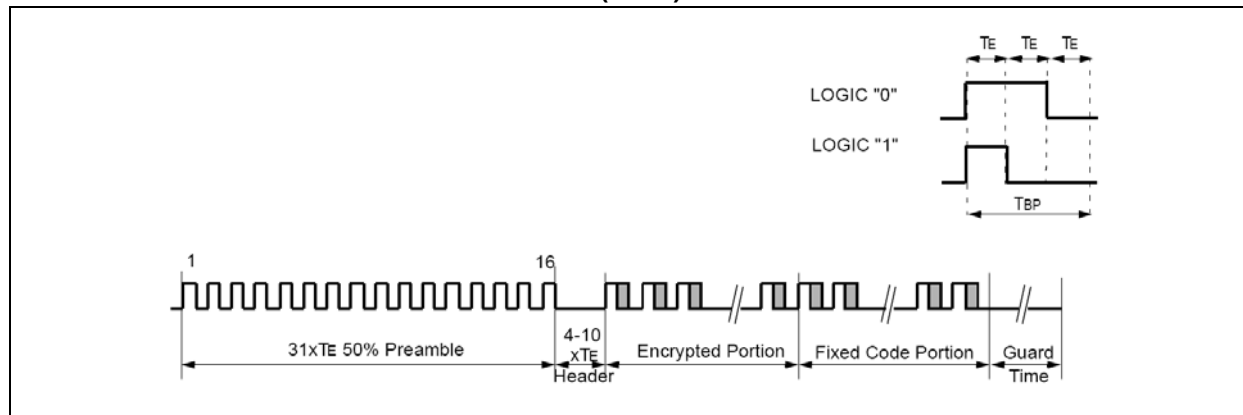 TE TE TE
LOGIC "0"
LOGIC "1"
TBP
1 16
31xTE 50% Preamble
4-10
xTE
Header
Encrypted Portion
Fixed Code Portion
Guard
Time